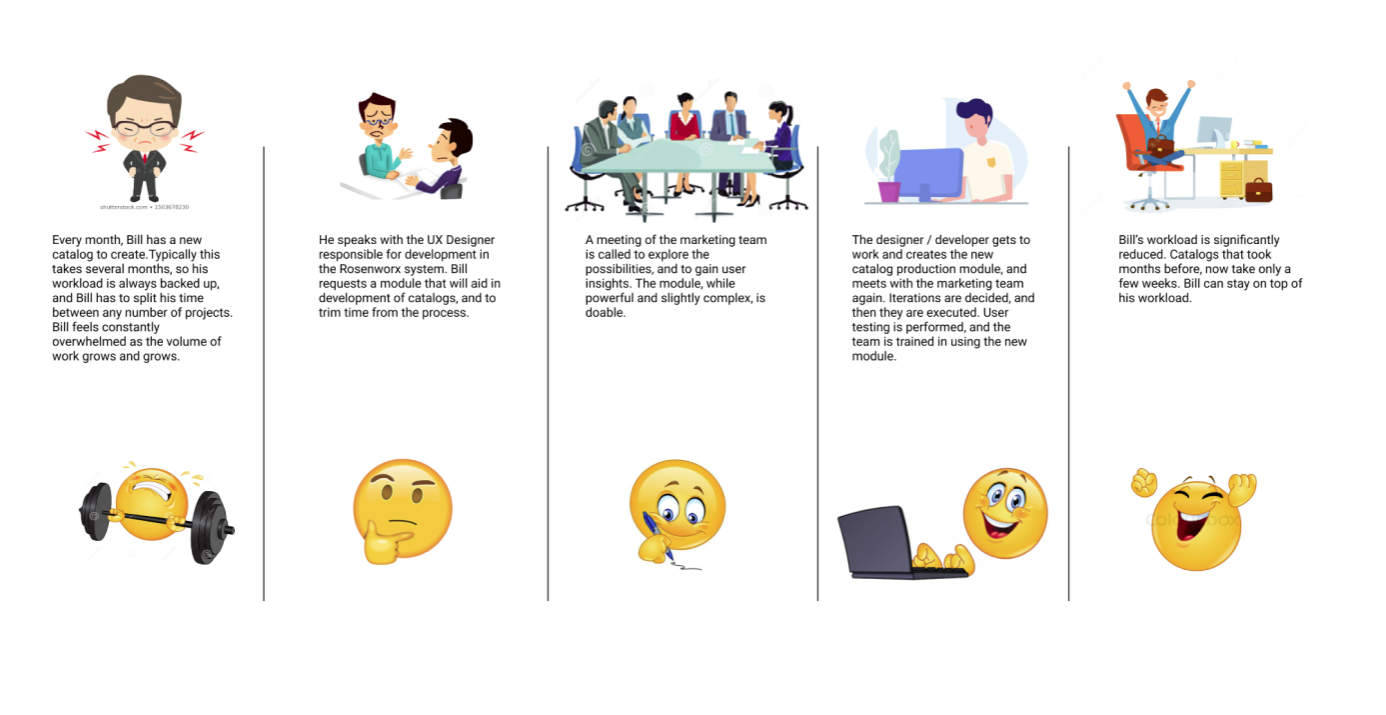 shutterstock.com • 1503678230
Every month, Bill has a new
catalog to create.Typically this
takes several months, so his
workload is always backed up,
and Bill has to split his time
between any number of projects.
Bill feels constantly
overwhelmed as the volume of
work grows and grows.
He speaks with the UX Designer
responsible for development in
the Rosenworx system. Bill
requests a module that will aid in
development of catalogs, and to
trim time from the process.
A meeting of the marketing team
is called to explore the
possibilities, and to gain user
insights. The module, while
powerful and slightly complex, is
doable.
The designer / developer gets to
work and creates the new
catalog production module, and
meets with the marketing team
again. Iterations are decided, and
then they are executed. User
testing is performed, and the
team is trained in using the new
module.
Bill’s workload is significantly
reduced. Catalogs that took
months before, now take only a
few weeks. Bill can stay on top of
his workload.